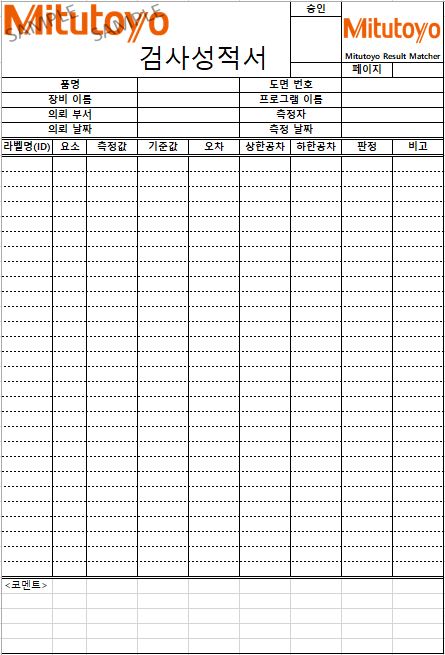 Mitutoyo
SAMPLE
SAMPLE
승인
Mitutoyo
검사성적서
Mitutoyo Result Matcher
페이지
품명 도면 번호
장비 이름 프로그램 이름
의뢰 부서 측정자
의뢰 날짜 측정 날짜
라벨명(ID) 요소 측정값 기준값 오차 상한공차 하한공차 판정 비고
<코멘트>